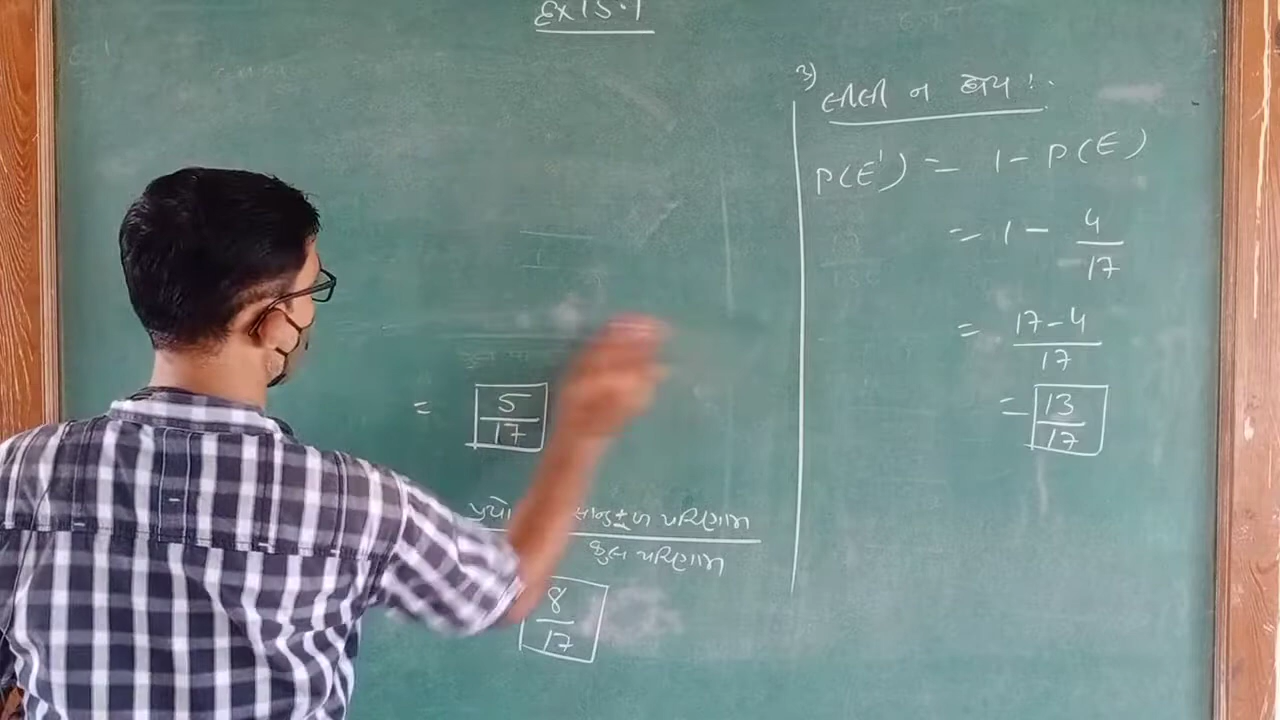 Ex 15.1
= 5/17
પ્રયો સાનુકૂળ પરિણામ
કુલ પરિણામ
8/17
3) લીલી ન હોય :-
P(E') = 1 - P(E)
= 1 - 4/17
= 17-4/17
= 13/17